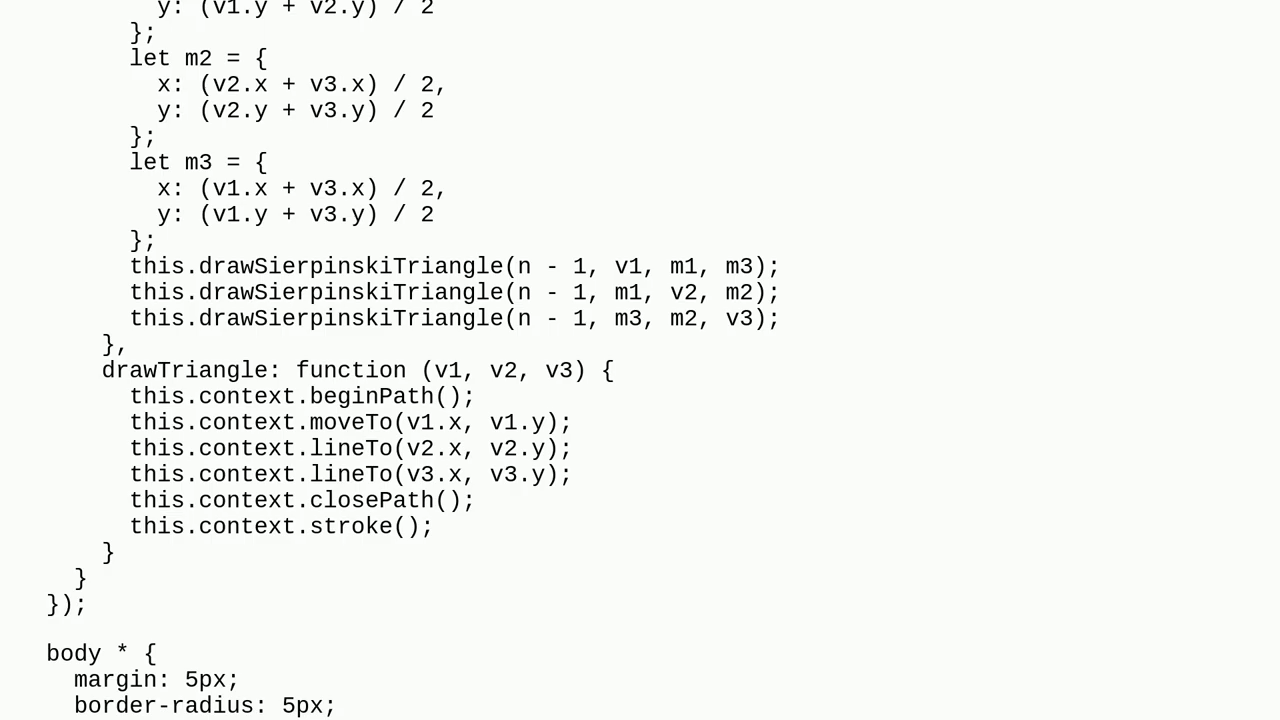 y: (v1.y + v2.y) / 2
      };
      let m2 = {
        x: (v2.x + v3.x) / 2,
        y: (v2.y + v3.y) / 2
      };
      let m3 = {
        x: (v1.x + v3.x) / 2,
        y: (v1.y + v3.y) / 2
      };
      this.drawSierpinskiTriangle(n - 1, v1, m1, m3);
      this.drawSierpinskiTriangle(n - 1, m1, v2, m2);
      this.drawSierpinskiTriangle(n - 1, m3, m2, v3);
    },
    drawTriangle: function (v1, v2, v3) {
      this.context.beginPath();
      this.context.moveTo(v1.x, v1.y);
      this.context.lineTo(v2.x, v2.y);
      this.context.lineTo(v3.x, v3.y);
      this.context.closePath();
      this.context.stroke();
    }
  }
});

body * {
  margin: 5px;
  border-radius: 5px;